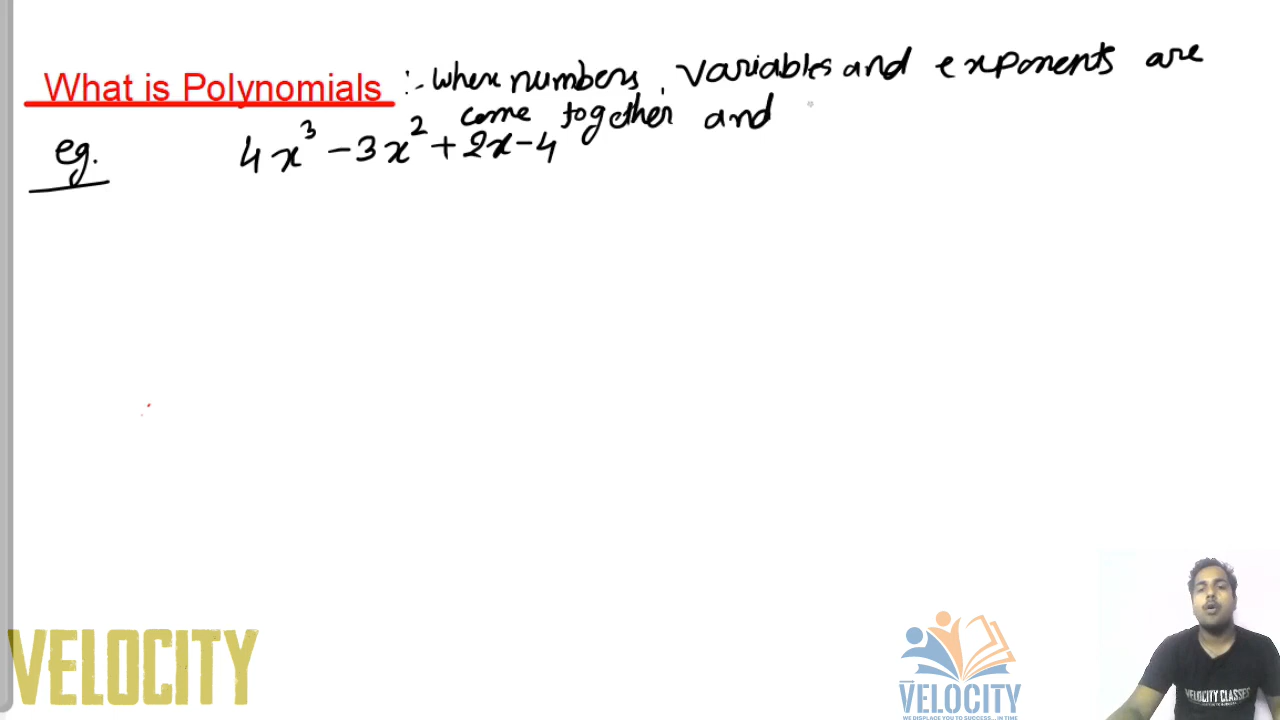 What is Polynomials :- when numbers, variables and exponents are
come together and
eg. 4x³ - 3x² + 2x - 4
VELOCITY
VELOCITY
WE DISPLACE YOU TO SUCCESS... IN TIME
VELOCITY CLASSES